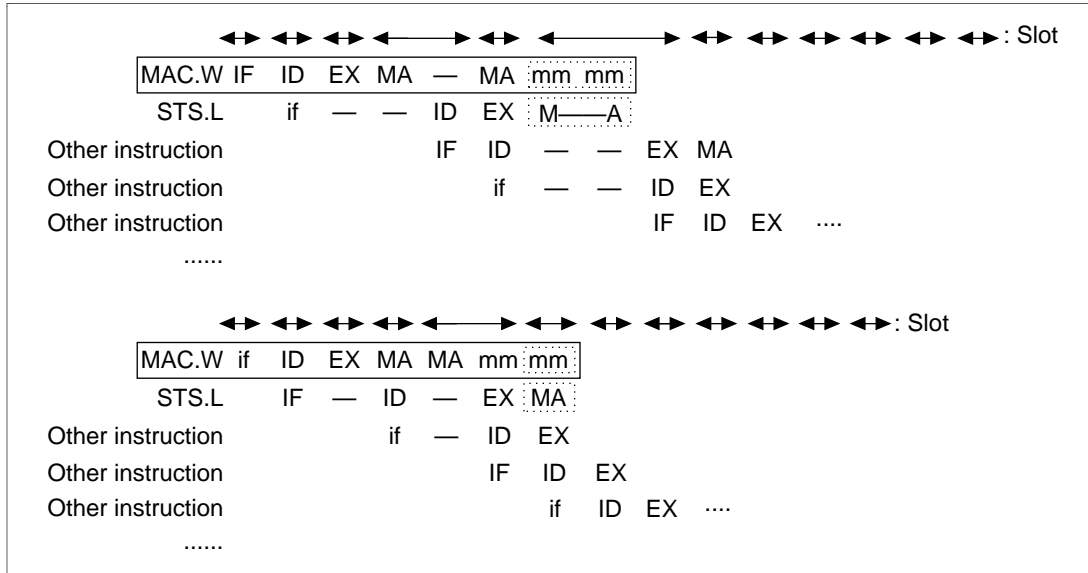 : Slot
MAC.W IF ID EX MA — MA mm mm
STS.L if — — ID EX M——A
Other instruction IF ID — — EX MA
Other instruction if — — ID EX
Other instruction IF ID EX ....
......
: Slot
MAC.W if ID EX MA MA mm mm
STS.L IF — ID — EX MA
Other instruction if — ID EX
Other instruction IF ID EX
Other instruction if ID EX ....
......